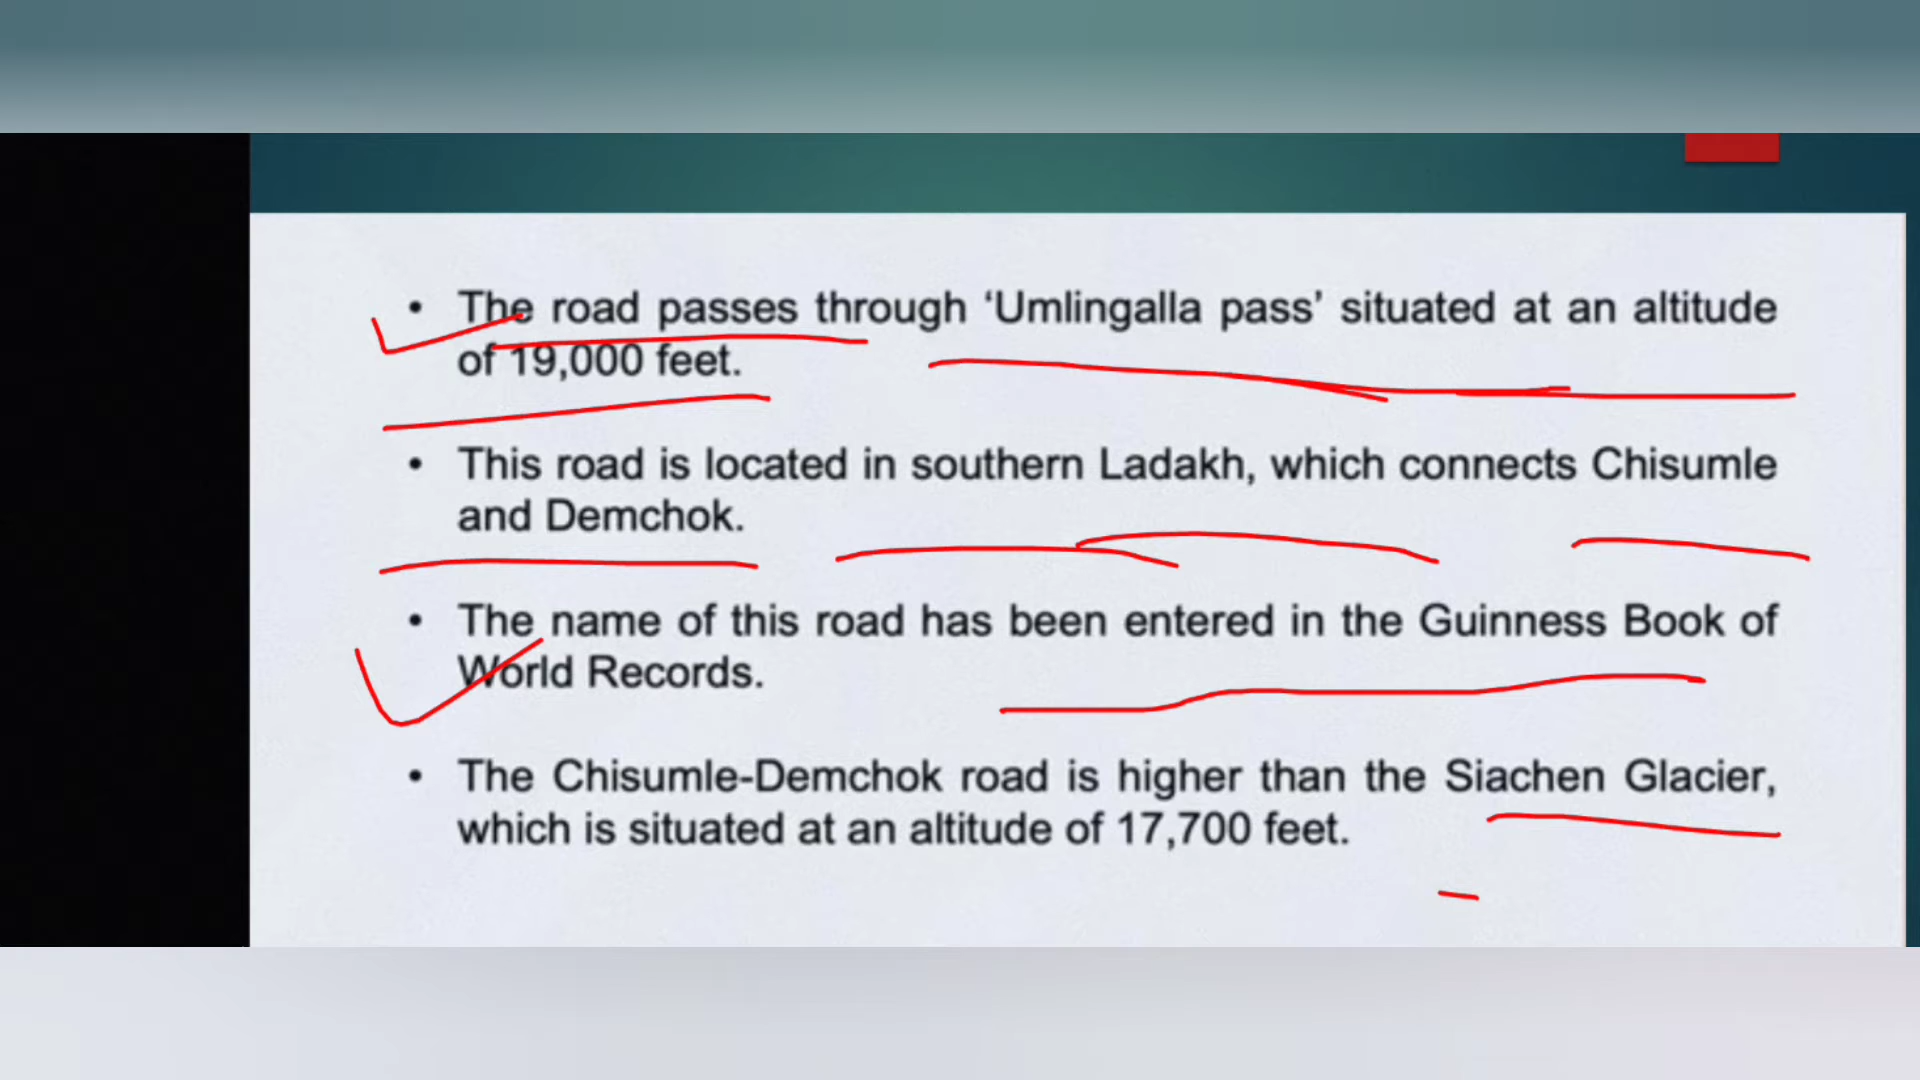 • The road passes through ‘Umlingalla pass’ situated at an altitude
of 19,000 feet.
• This road is located in southern Ladakh, which connects Chisumle
and Demchok.
• The name of this road has been entered in the Guinness Book of
World Records.
• The Chisumle-Demchok road is higher than the Siachen Glacier,
which is situated at an altitude of 17,700 feet.